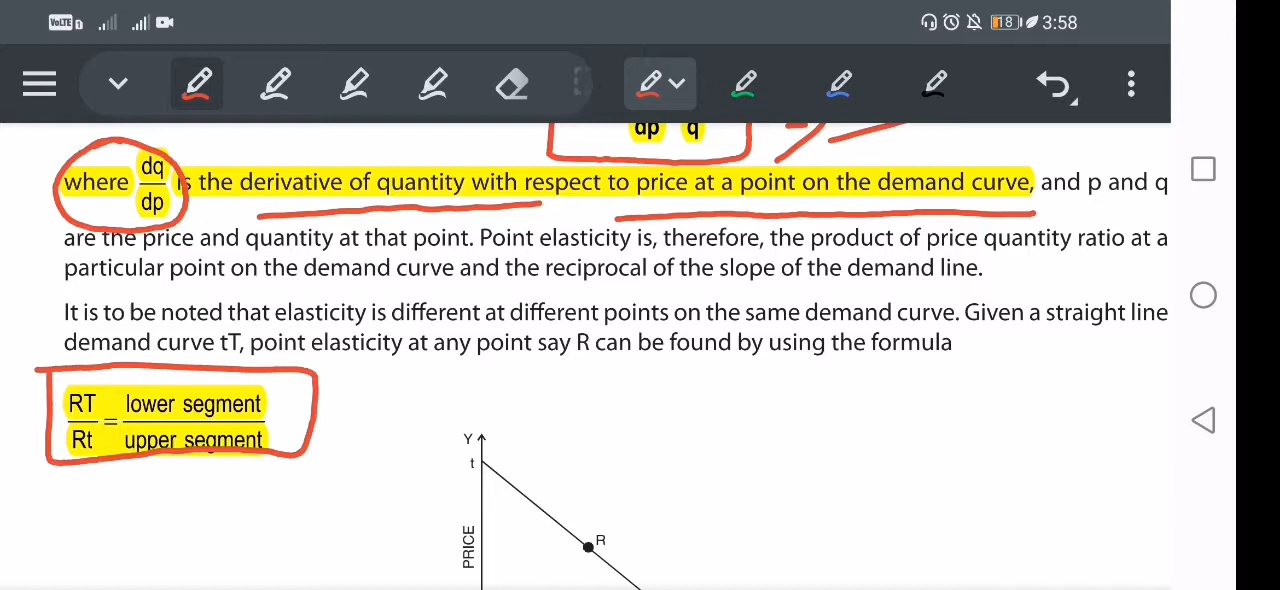 VoLTE 1 18 3:58
dp q
where dq/dp is the derivative of quantity with respect to price at a point on the demand curve, and p and q
are the price and quantity at that point. Point elasticity is, therefore, the product of price quantity ratio at a
particular point on the demand curve and the reciprocal of the slope of the demand line.
It is to be noted that elasticity is different at different points on the same demand curve. Given a straight line
demand curve tT, point elasticity at any point say R can be found by using the formula
RT/Rt = lower segment/upper segment
Y
t
PRICE
R